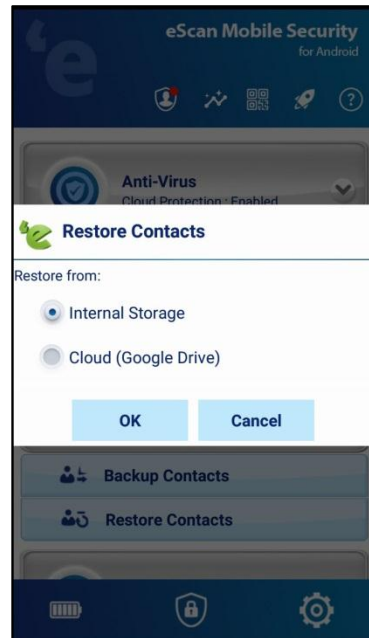 eScan Mobile Security
for Android
Anti-Virus
Cloud Protection : Enabled
Restore Contacts
Restore from:
Internal Storage
Cloud (Google Drive)
OK
Cancel
Backup Contacts
Restore Contacts